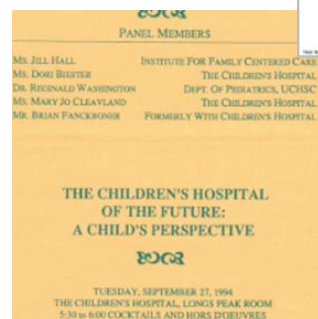 PANEL MEMBERS
MS. JILL HALL INSTITUTE FOR FAMILY CENTERED CARE
MS. DORI BIESTER THE CHILDREN'S HOSPITAL
DR. REGINALD WASHINGTON DEPT. OF PEDIATRICS, UCHSC
MS. MARY JO CLEAVLAND THE CHILDREN'S HOSPITAL
MR. BRIAN FANCKBONER FORMERLY WITH CHILDREN'S HOSPITAL
THE CHILDREN'S HOSPITAL
OF THE FUTURE:
A CHILD'S PERSPECTIVE
TUESDAY, SEPTEMBER 27, 1994
THE CHILDREN'S HOSPITAL, LONGS PEAK ROOM
5:30 to 6:00 COCKTAILS AND HORS D'OEUVRES